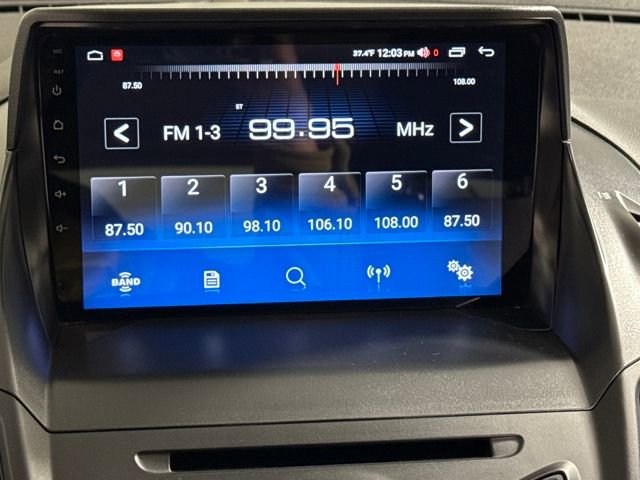 MIC
37.4°F 12:03 PM 0
RST
87.50 108.00
ST
FM 1-3 99.95 MHz
1 2 3 4 5 6
87.50 90.10 98.10 106.10 108.00 87.50
BAND